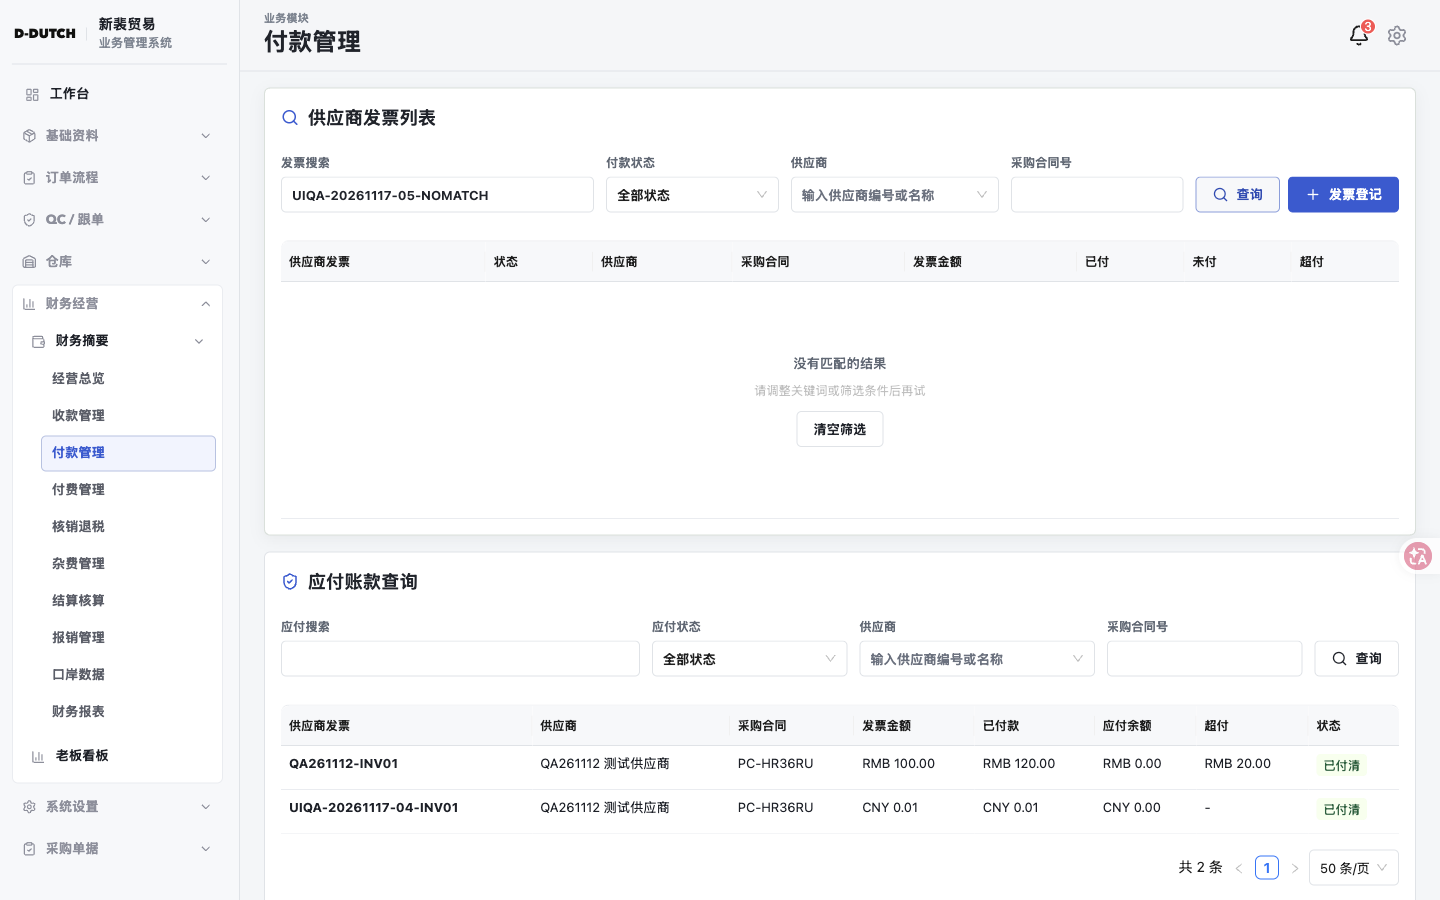 D-DUTCH
新裴贸易
业务管理系统
工作台
基础资料
订单流程
QC / 跟单
仓库
财务经营
财务摘要
经营总览
收款管理
付款管理
付费管理
核销退税
杂费管理
结算核算
报销管理
口岸数据
财务报表
老板看板
系统设置
采购单据
业务模块
付款管理
3
供应商发票列表
发票搜索
付款状态
供应商
采购合同号
UIQA-20261117-05-NOMATCH
全部状态
输入供应商编号或名称
查询
发票登记
供应商发票 状态 供应商 采购合同 发票金额 已付 未付 超付
没有匹配的结果
请调整关键词或筛选条件后再试
清空筛选
应付账款查询
应付搜索
应付状态
供应商
采购合同号
全部状态
输入供应商编号或名称
查询
供应商发票 供应商 采购合同 发票金额 已付款 应付余额 超付 状态
QA261112-INV01 QA261112 测试供应商 PC-HR36RU RMB 100.00 RMB 120.00 RMB 0.00 RMB 20.00 已付清
UIQA-20261117-04-INV01 QA261112 测试供应商 PC-HR36RU CNY 0.01 CNY 0.01 CNY 0.00 - 已付清
共 2 条 1 50 条/页